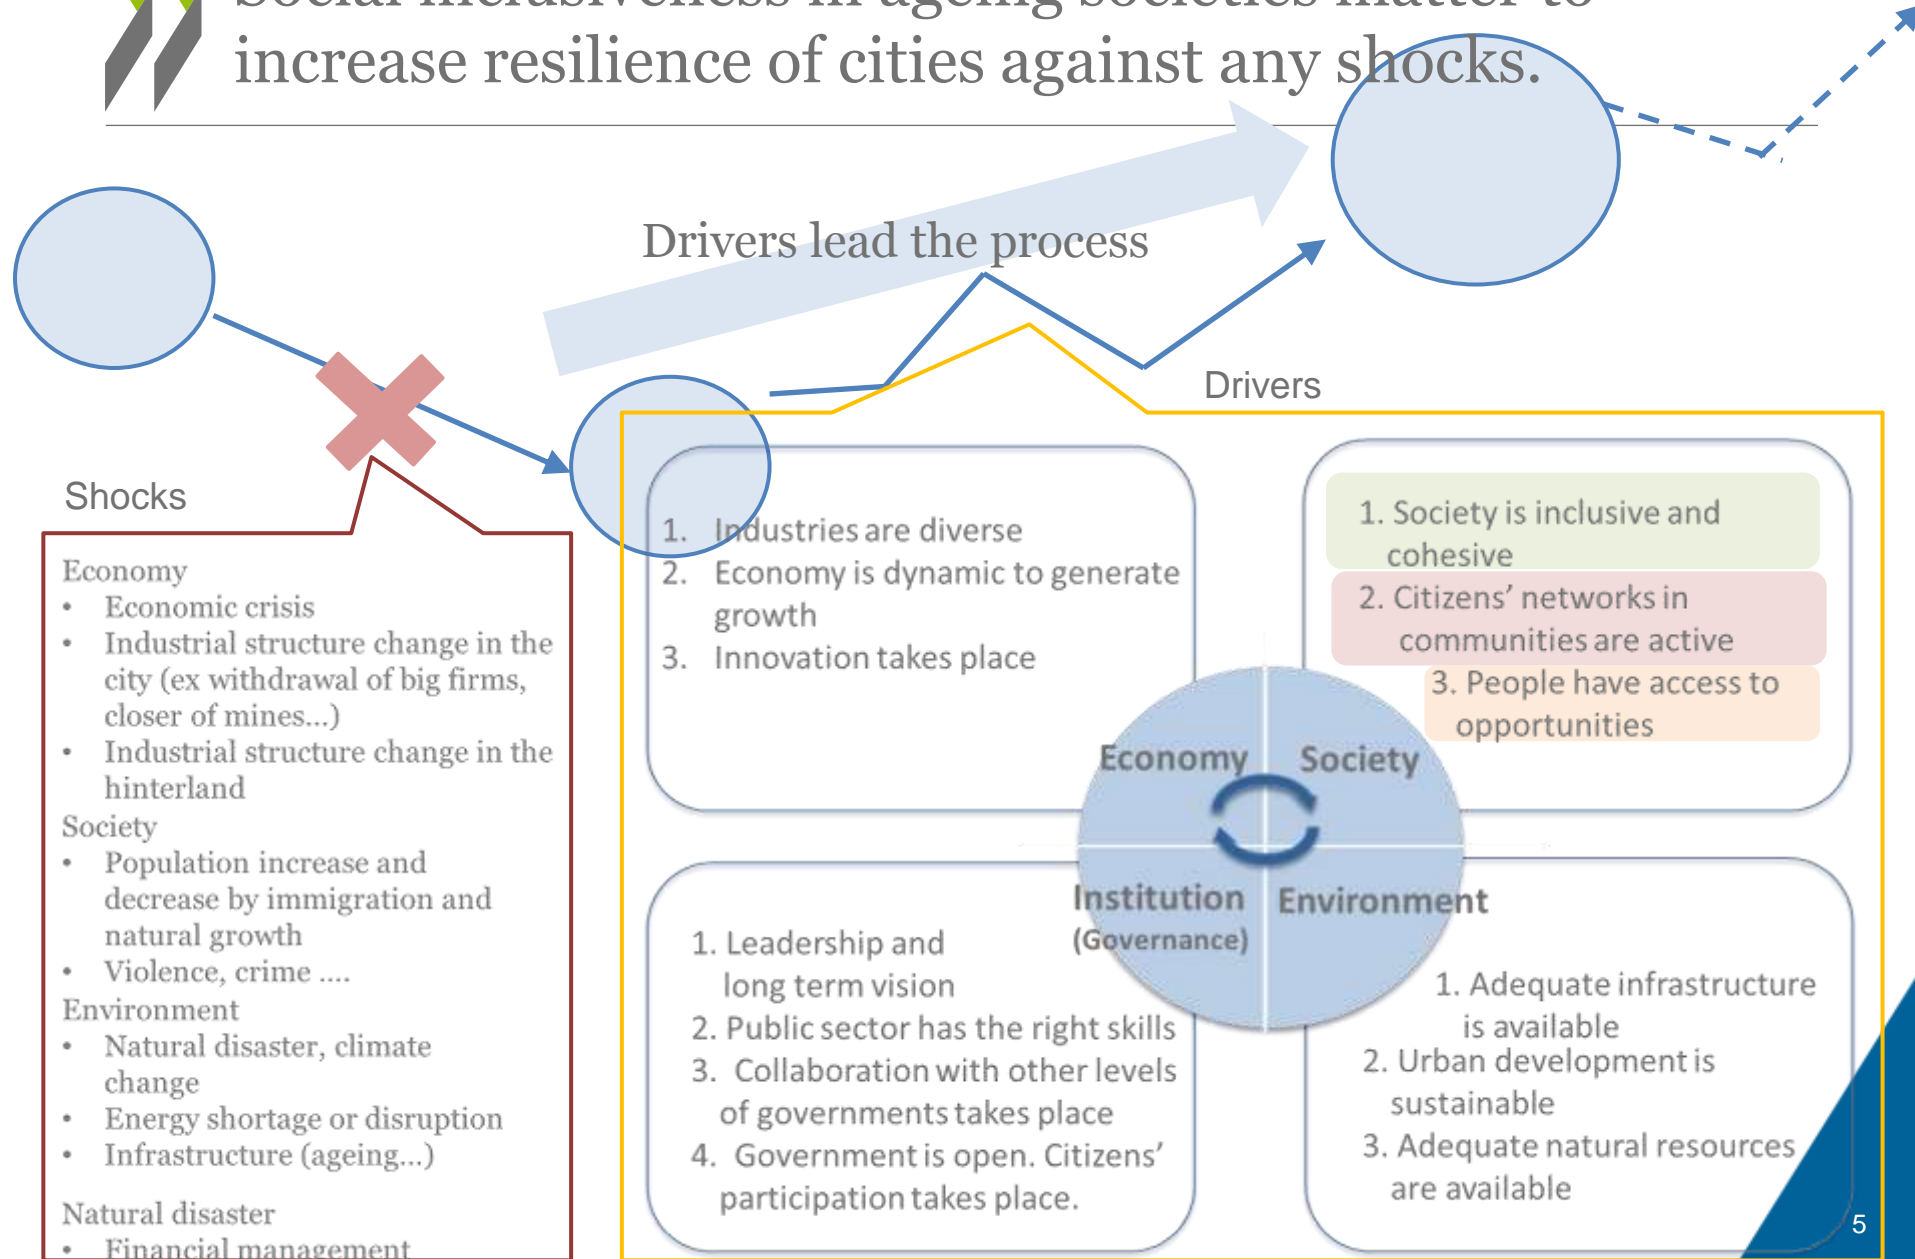 Social inclusiveness in ageing societies matter to
increase resilience of cities against any shocks.
Drivers lead the process
Drivers
Shocks
Economy
• Economic crisis
• Industrial structure change in the
city (ex withdrawal of big firms,
closer of mines...)
• Industrial structure change in the
hinterland
Society
• Population increase and
decrease by immigration and
natural growth
• Violence, crime ....
Environment
• Natural disaster, climate
change
• Energy shortage or disruption
• Infrastructure (ageing...)
Natural disaster
• Financial management
1. Industries are diverse
2. Economy is dynamic to generate
growth
3. Innovation takes place
1. Society is inclusive and
cohesive
2. Citizens’ networks in
communities are active
3. People have access to
opportunities
Economy
Society
Institution
(Governance)
Environment
1. Leadership and
long term vision
2. Public sector has the right skills
3. Collaboration with other levels
of governments takes place
4. Government is open. Citizens’
participation takes place.
1. Adequate infrastructure
is available
2. Urban development is
sustainable
3. Adequate natural resources
are available
5